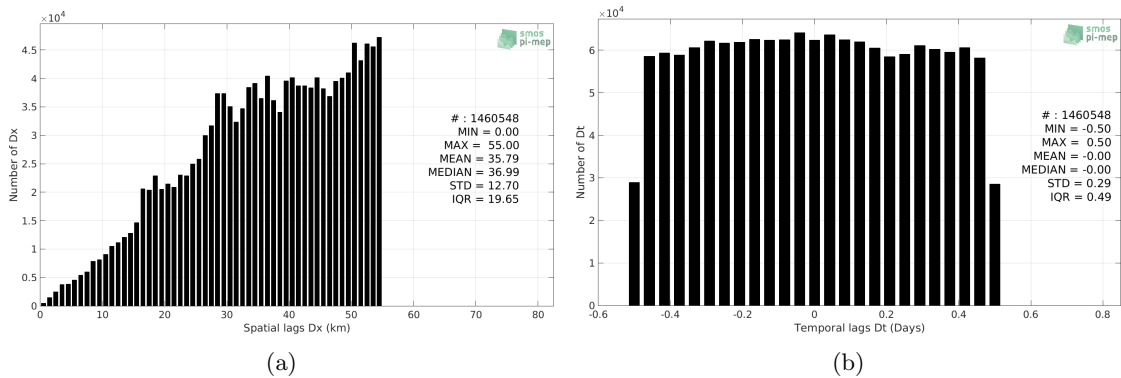 ×10⁴
4.5
4
3.5
3
2.5
2
1.5
1
0.5
0
Number of Dx
0 10 20 30 40 50 60 70 80
Spatial lags Dx (km)
smos
pi-mep
# : 1460548
MIN = 0.00
MAX = 55.00
MEAN = 35.79
MEDIAN = 36.99
STD = 12.70
IQR = 19.65
(a)
×10⁴
6
5
4
3
2
1
0
Number of Dt
-0.6 -0.4 -0.2 0 0.2 0.4 0.6 0.8
Temporal lags Dt (Days)
smos
pi-mep
# : 1460548
MIN = -0.50
MAX = 0.50
MEAN = -0.00
MEDIAN = -0.00
STD = 0.29
IQR = 0.49
(b)